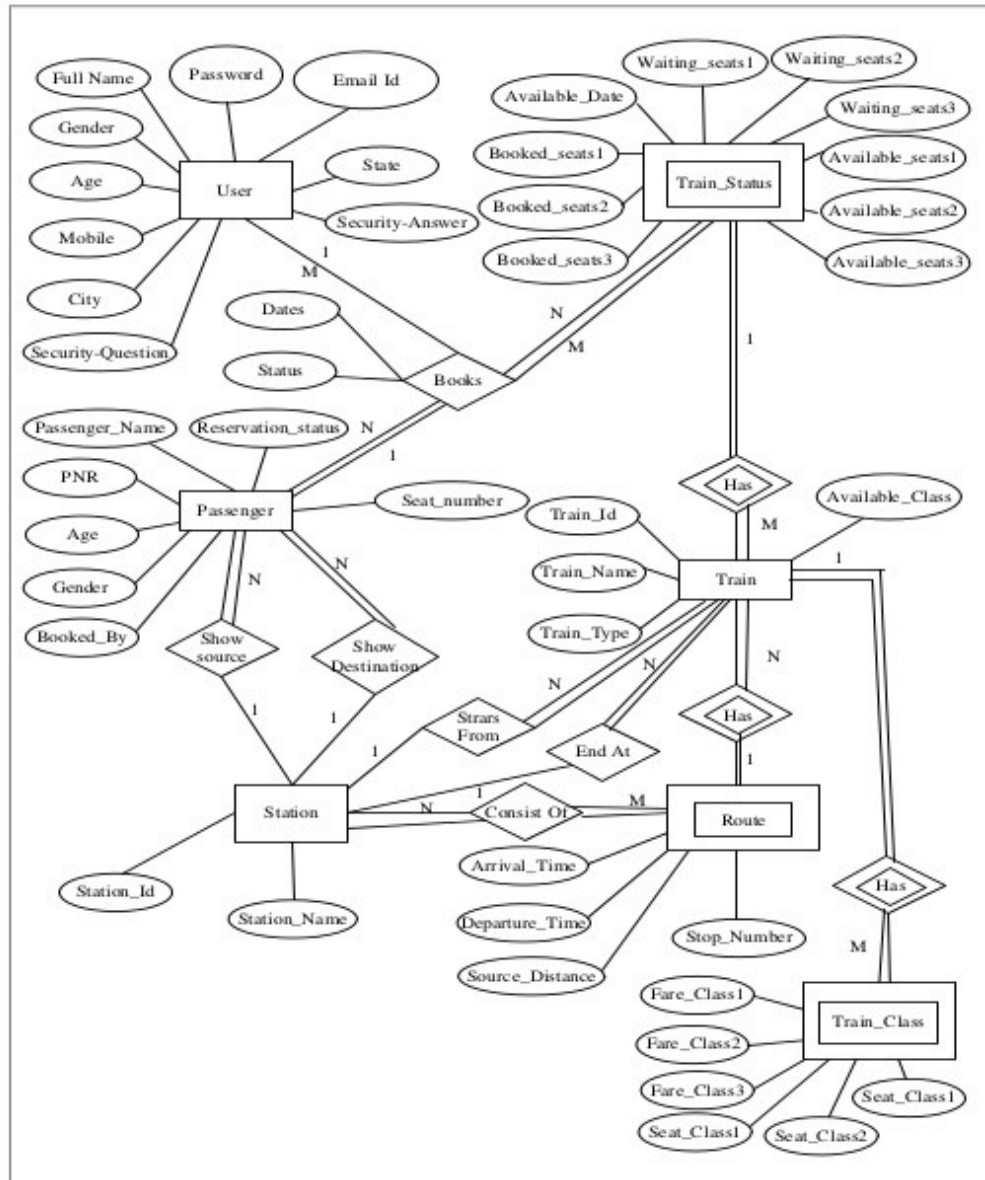 Full Name
Password
Email Id
Gender
Age
Mobile
City
Security-Question
User
State
Security-Answer
1
M
Waiting_seats1
Waiting_seats2
Available_Date
Waiting_seats3
Booked_seats1
Available_seats1
Train_Status
Booked_seats2
Available_seats2
Booked_seats3
Available_seats3
Dates
Status
Books
N
M
1
N
1
Passenger_Name
Reservation_status
PNR
Seat_number
Passenger
Age
Gender
Booked_By
N
N
Show
source
Show
Destination
1
1
Has
M
Train_Id
Available_Class
Train_Name
Train
1
Train_Type
N
N
N
Strars
From
1
End At
1
Has
1
Station
N
Consist Of
M
Route
Station_Id
Station_Name
Arrival_Time
Departure_Time
Source_Distance
Stop_Number
Has
M
Fare_Class1
Fare_Class2
Fare_Class3
Train_Class
Seat_Class1
Seat_Class2
Seat_Class1